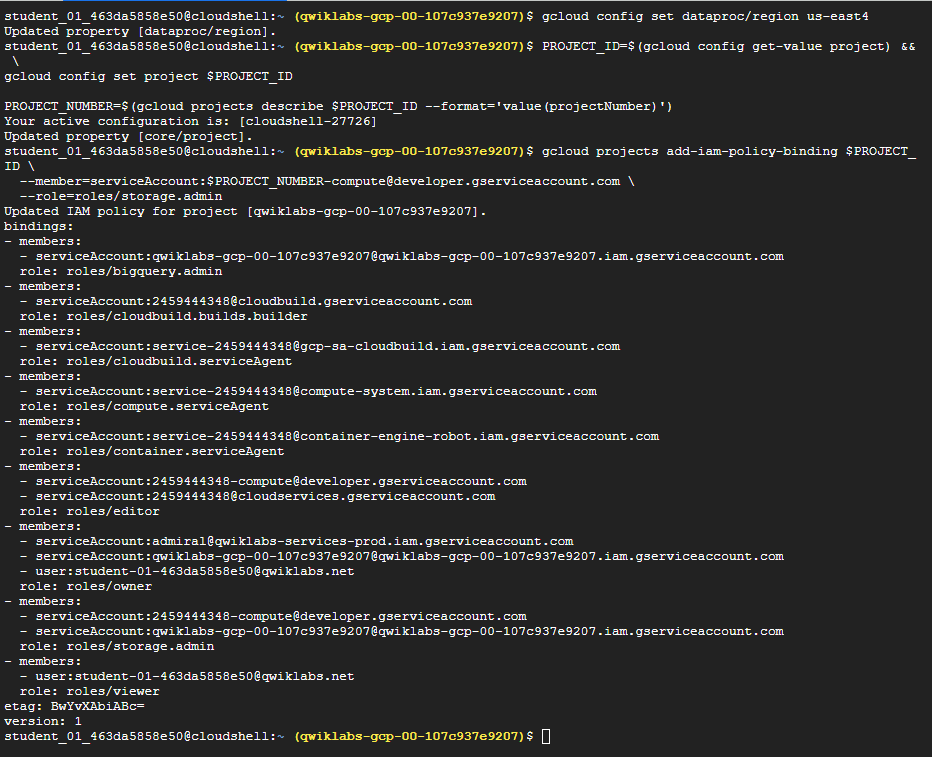 student_01_463da5858e50@cloudshell:~ (qwiklabs-gcp-00-107c937e9207)$ gcloud config set dataproc/region us-east4
Updated property [dataproc/region].
student_01_463da5858e50@cloudshell:~ (qwiklabs-gcp-00-107c937e9207)$ PROJECT_ID=$(gcloud config get-value project) &&
 \
gcloud config set project $PROJECT_ID

PROJECT_NUMBER=$(gcloud projects describe $PROJECT_ID --format='value(projectNumber)')
Your active configuration is: [cloudshell-27726]
Updated property [core/project].
student_01_463da5858e50@cloudshell:~ (qwiklabs-gcp-00-107c937e9207)$ gcloud projects add-iam-policy-binding $PROJECT_
ID \
  --member=serviceAccount:$PROJECT_NUMBER-compute@developer.gserviceaccount.com \
  --role=roles/storage.admin
Updated IAM policy for project [qwiklabs-gcp-00-107c937e9207].
bindings:
- members:
  - serviceAccount:qwiklabs-gcp-00-107c937e9207@qwiklabs-gcp-00-107c937e9207.iam.gserviceaccount.com
  role: roles/bigquery.admin
- members:
  - serviceAccount:2459444348@cloudbuild.gserviceaccount.com
  role: roles/cloudbuild.builds.builder
- members:
  - serviceAccount:service-2459444348@gcp-sa-cloudbuild.iam.gserviceaccount.com
  role: roles/cloudbuild.serviceAgent
- members:
  - serviceAccount:service-2459444348@compute-system.iam.gserviceaccount.com
  role: roles/compute.serviceAgent
- members:
  - serviceAccount:service-2459444348@container-engine-robot.iam.gserviceaccount.com
  role: roles/container.serviceAgent
- members:
  - serviceAccount:2459444348-compute@developer.gserviceaccount.com
  - serviceAccount:2459444348@cloudservices.gserviceaccount.com
  role: roles/editor
- members:
  - serviceAccount:admiral@qwiklabs-services-prod.iam.gserviceaccount.com
  - serviceAccount:qwiklabs-gcp-00-107c937e9207@qwiklabs-gcp-00-107c937e9207.iam.gserviceaccount.com
  - user:student-01-463da5858e50@qwiklabs.net
  role: roles/owner
- members:
  - serviceAccount:2459444348-compute@developer.gserviceaccount.com
  - serviceAccount:qwiklabs-gcp-00-107c937e9207@qwiklabs-gcp-00-107c937e9207.iam.gserviceaccount.com
  role: roles/storage.admin
- members:
  - user:student-01-463da5858e50@qwiklabs.net
  role: roles/viewer
etag: BwYvXAbiABc=
version: 1
student_01_463da5858e50@cloudshell:~ (qwiklabs-gcp-00-107c937e9207)$